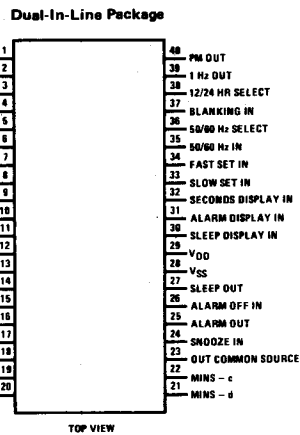 Dual-In-Line Package
1
2
3
4
5
6
7
8
9
10
11
12
13
14
15
16
17
18
19
20
40 PM OUT
39 1 Hz OUT
38 12/24 HR SELECT
37 BLANKING IN
36 50/60 Hz SELECT
35 50/60 Hz IN
34 FAST SET IN
33 SLOW SET IN
32 SECONDS DISPLAY IN
31 ALARM DISPLAY IN
30 SLEEP DISPLAY IN
29 VDD
28 VSS
27 SLEEP OUT
26 ALARM OFF IN
25 ALARM OUT
24 SNOOZE IN
23 OUT COMMON SOURCE
22 MINS – c
21 MINS – d
TOP VIEW